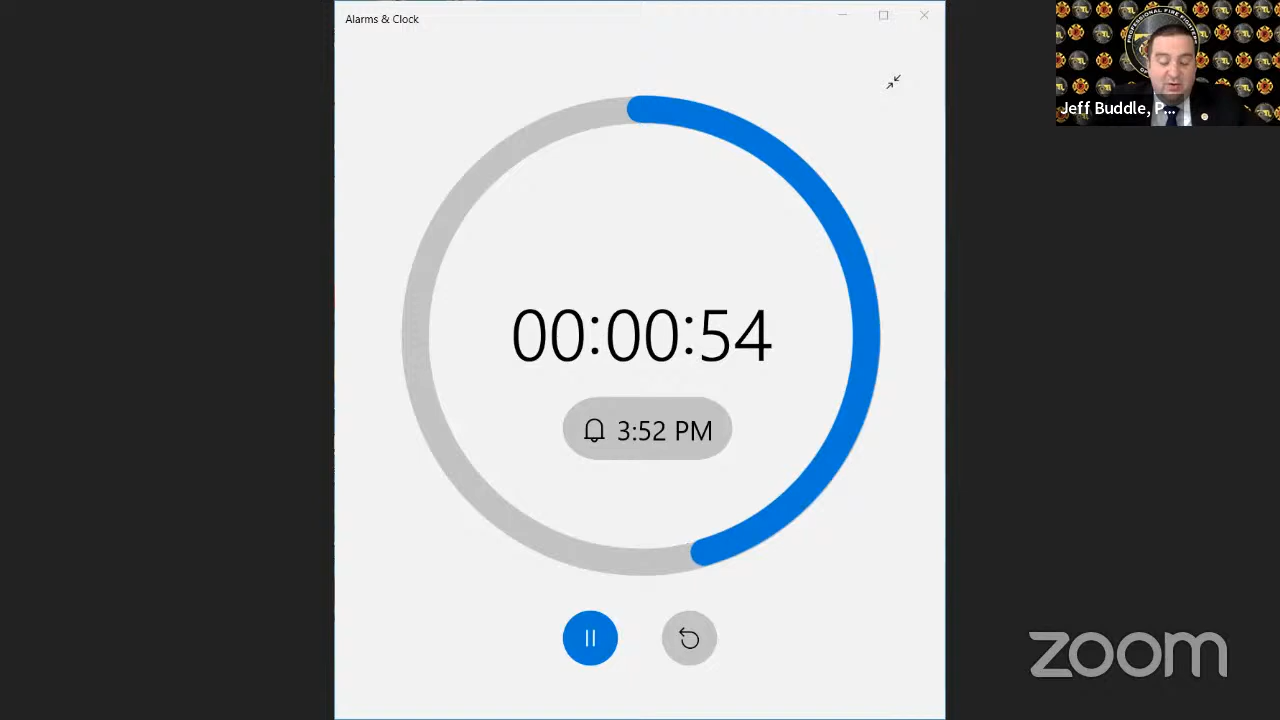 Alarms & Clock
Jeff Buddle, P...
00:00:54
3:52 PM
zoom